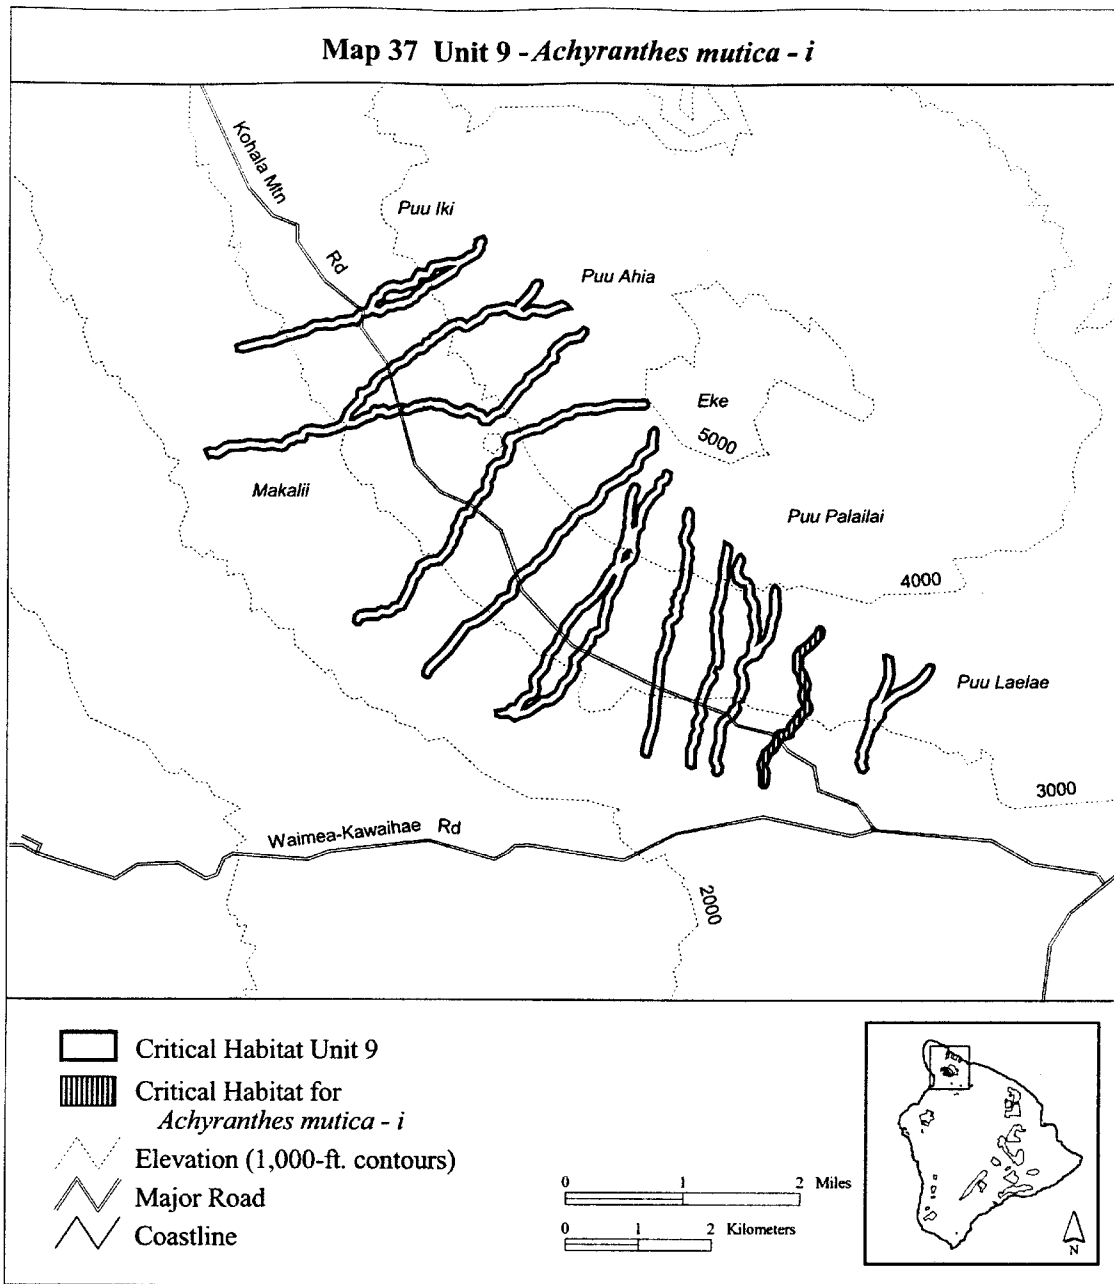 Map 37 Unit 9 - Achyranthes mutica - i
Kohala Mtn
Rd
Puu Iki
Puu Ahia
Eke
5000
Makalii
Puu Palailai
4000
Puu Laelae
3000
Waimea-Kawaihae Rd
2000
Critical Habitat Unit 9
Critical Habitat for
Achyranthes mutica - i
Elevation (1,000-ft. contours)
Major Road
Coastline
0 1 2 Miles
0 1 2 Kilometers
N